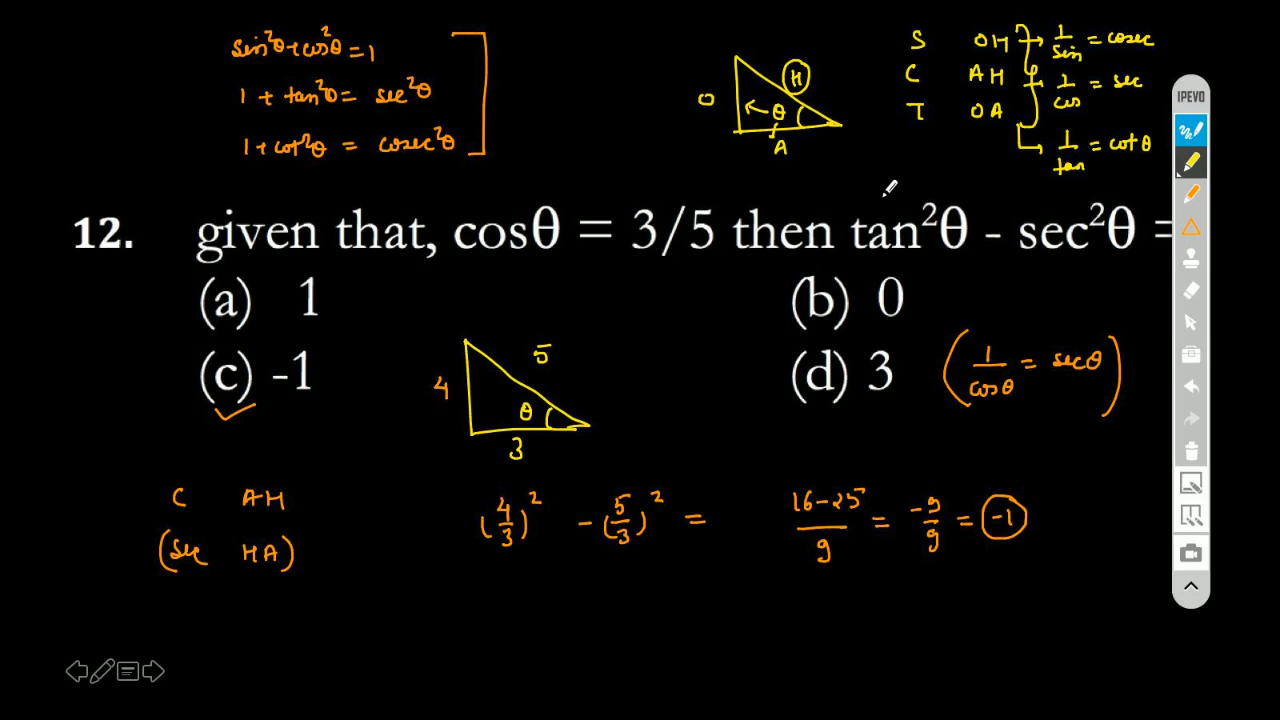 sin²θ+cos²θ = 1
1 + tan²θ = sec²θ
1 + cot²θ = cosec²θ
O
H
θ
A
S OH → 1/sin = cosec
C AH → 1/cos = sec
T OA
→ 1/tan = cotθ
IPEVO
12. given that, cosθ = 3/5 then tan²θ - sec²θ =
(a) 1
(b) 0
(c) -1
(d) 3
4
5
θ
3
(1/cosθ = secθ)
C AH
(Sec HA)
(4/3)² - (5/3)² = 16-25/9 = -9/9 = -1